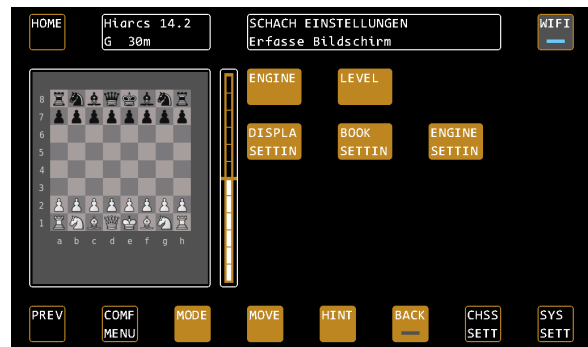 HOME
Hiarcs 14.2
G 30m
SCHACH EINSTELLUNGEN
Erfasse Bildschirm
WIFI
ENGINE
LEVEL
DISPLA
SETTIN
BOOK
SETTIN
ENGINE
SETTIN
8
7
6
5
4
3
2
1
a b c d e f g h
PREV
COMF
MENU
MODE
MOVE
HINT
BACK
CHSS
SETT
SYS
SETT